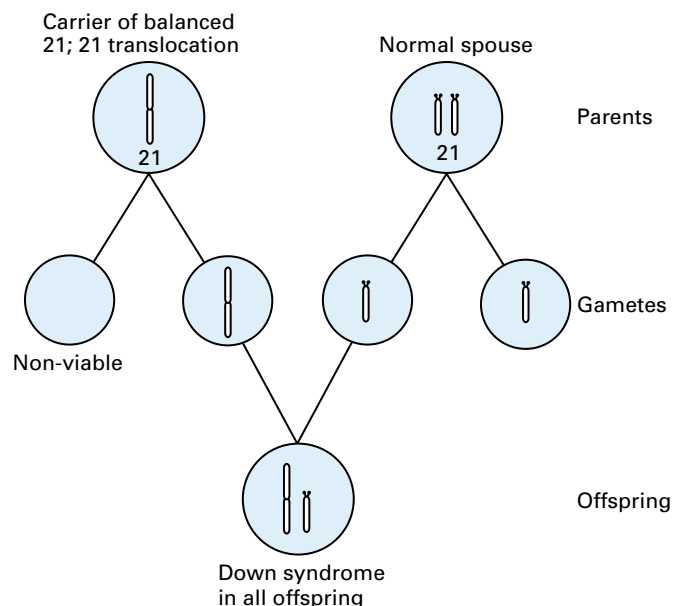 Carrier of balanced
21; 21 translocation
Normal spouse
21
21
Parents
Gametes
Non-viable
Offspring
Down syndrome
in all offspring